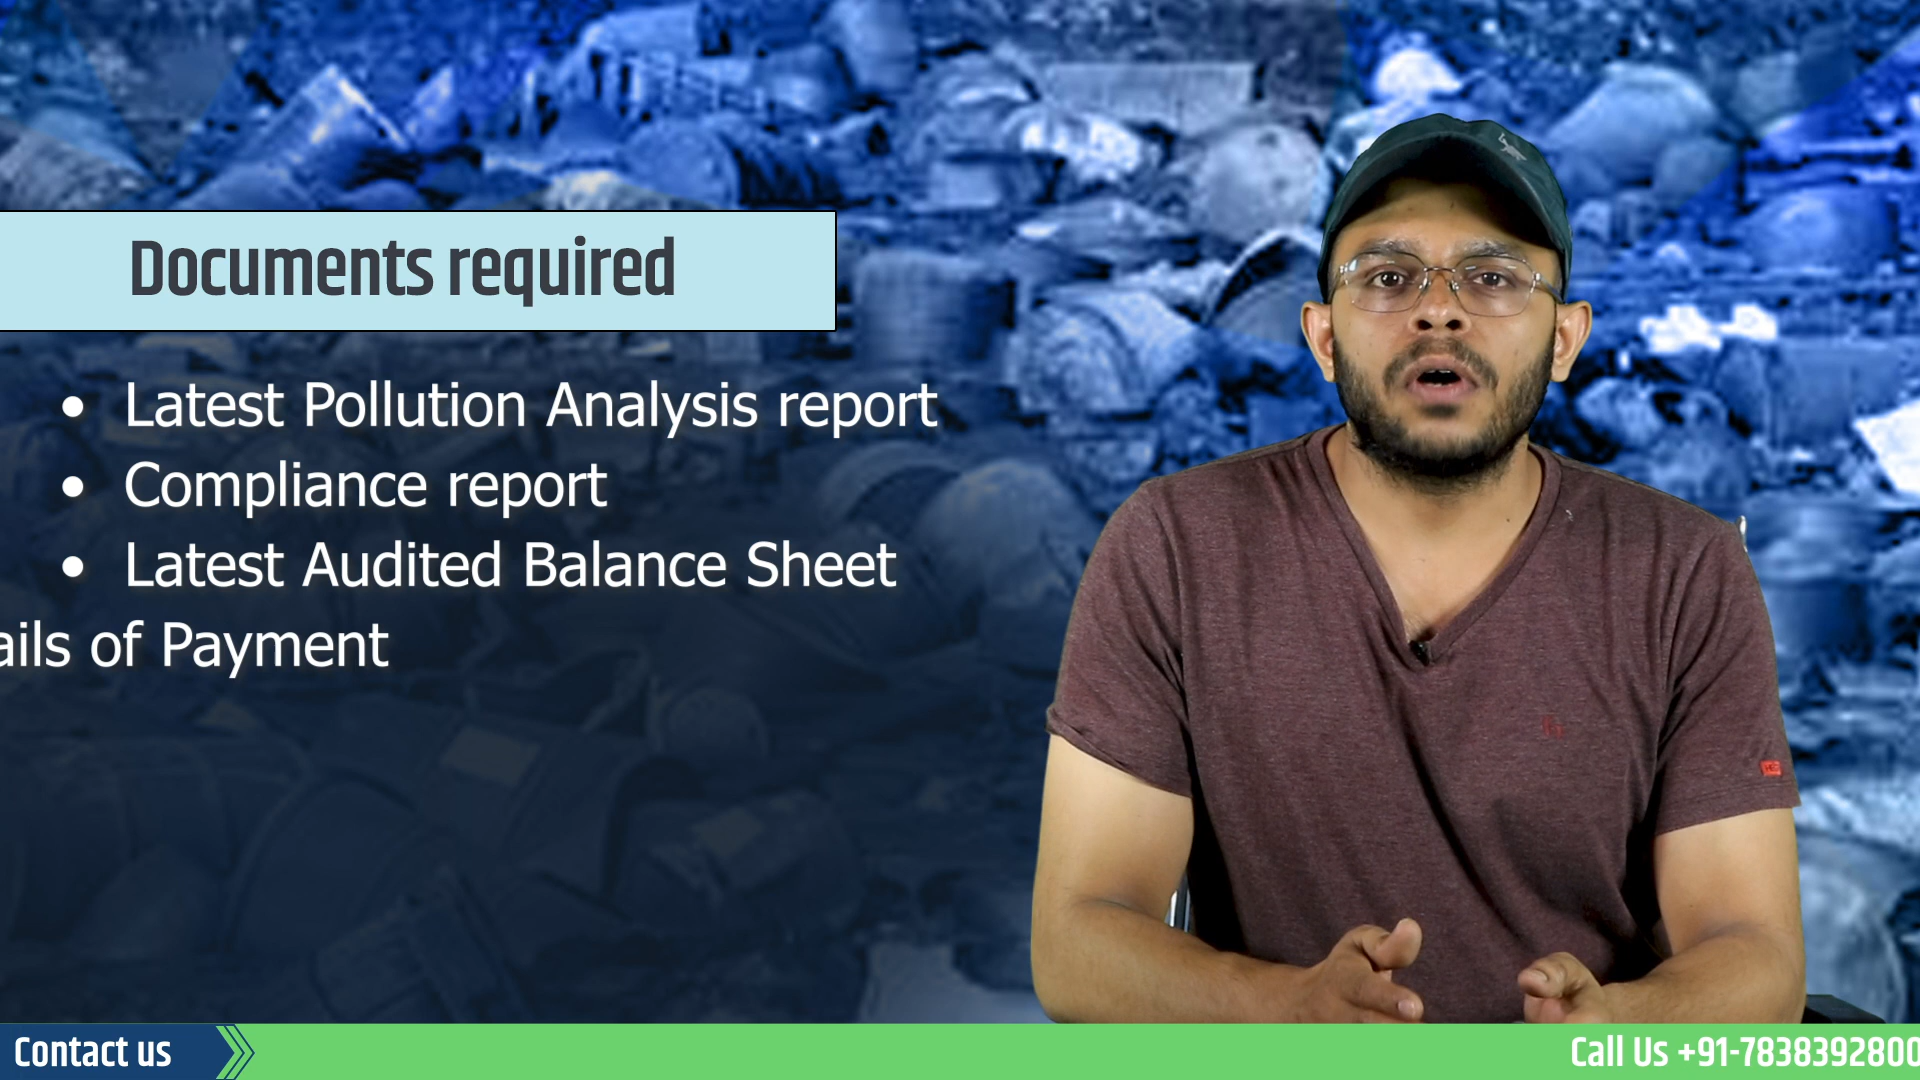 Documents required
• Latest Pollution Analysis report
• Compliance report
• Latest Audited Balance Sheet
of Payment
Contact us
Call Us +91-7838392800